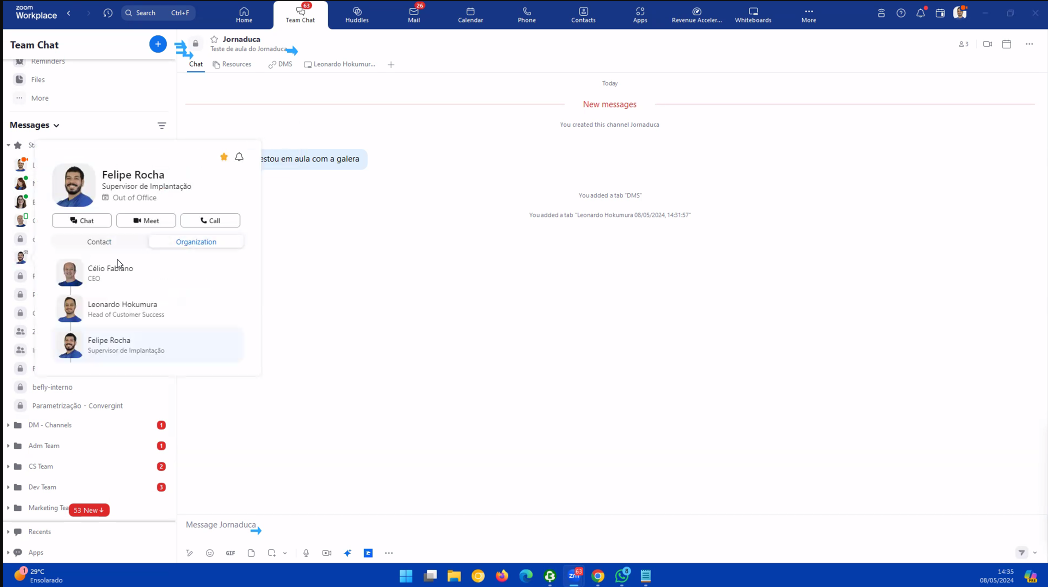 zoom
Workplace
Search Ctrl+F
Home
63
Team Chat
Huddles
26
Mail
Calendar
Phone
Contacts
Apps
Revenue Acceler...
Whiteboards
More
Team Chat
Jornaduca
Teste de aula do Jornaduca
3
Reminders
Files
More
Chat
Resources
DMS
Leonardo Hokumur...
Messages
Today
New messages
You created this channel Jornaduca
estou em aula com a galera
You added a tab "DMS"
You added a tab "Leonardo Hokumura 06/05/2024, 14:31:57"
Felipe Rocha
Supervisor de Implantação
Out of Office
Chat
Meet
Call
Contact
Organization
Célio Fabiano
CEO
Leonardo Hokumura
Head of Customer Success
Felipe Rocha
Supervisor de Implantação
befly-interno
Parametrização - Convergint
DM - Channels 1
Adm Team 1
CS Team 2
Dev Team 3
Marketing Tea
53 New
Recents
Apps
Message Jornaduca
GIF
1
29°C
Ensolarado
63
14:35
06/05/2024